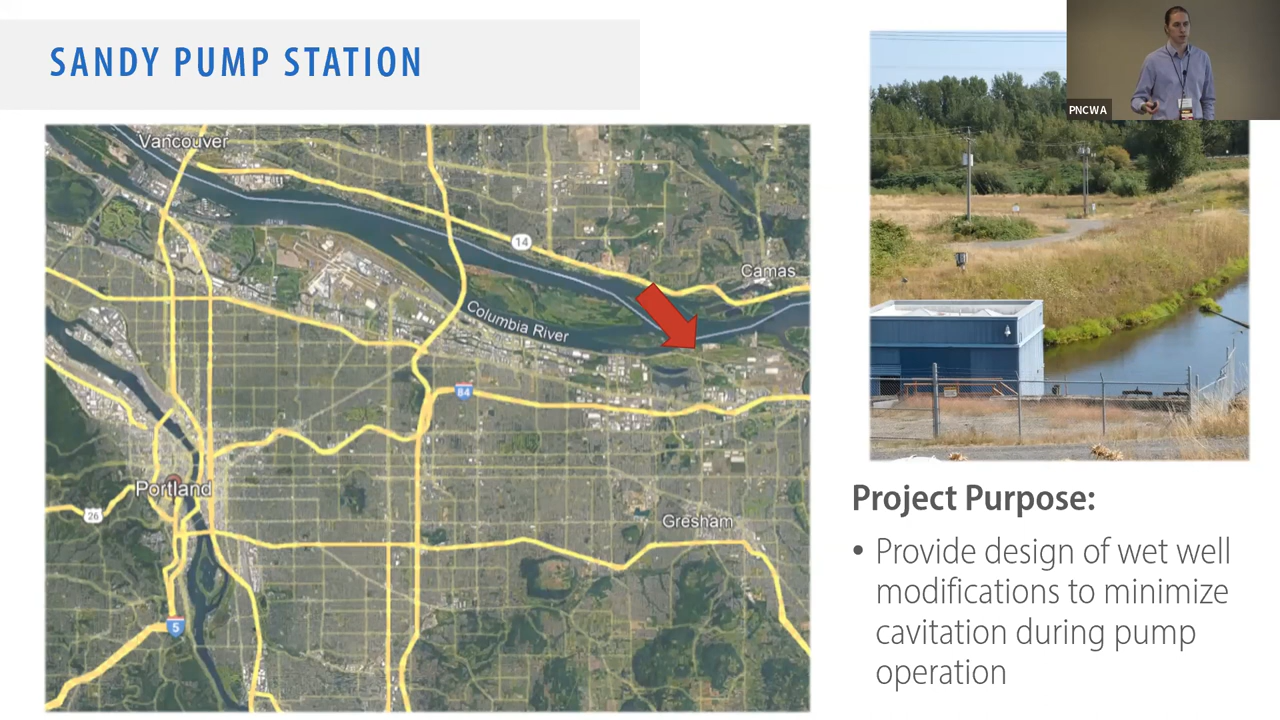 SANDY PUMP STATION
PNCWA
Vancouver
14
Camas
Columbia River
84
Portland
26
Gresham
5
Project Purpose:
• Provide design of wet well
modifications to minimize
cavitation during pump
operation